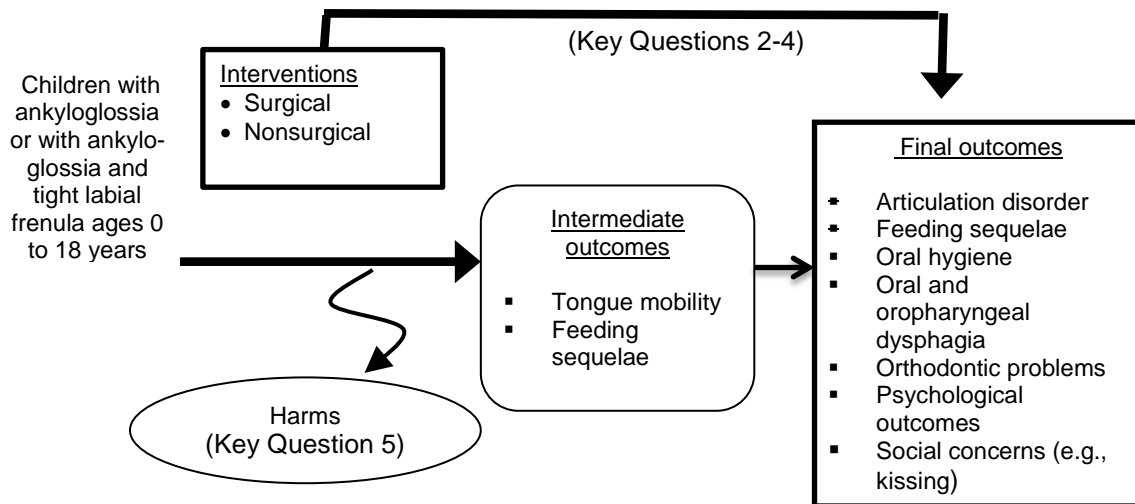 (Key Questions 2-4)
Children with
ankyloglossia
or with ankylo-
glossia and
tight labial
frenula ages 0
to 18 years
Interventions
• Surgical
• Nonsurgical
Intermediate
outcomes
▪ Tongue mobility
▪ Feeding
sequelae
Harms
(Key Question 5)
Final outcomes
▪ Articulation disorder
▪ Feeding sequelae
▪ Oral hygiene
▪ Oral and
oropharyngeal
dysphagia
▪ Orthodontic problems
▪ Psychological
outcomes
▪ Social concerns (e.g.,
kissing)